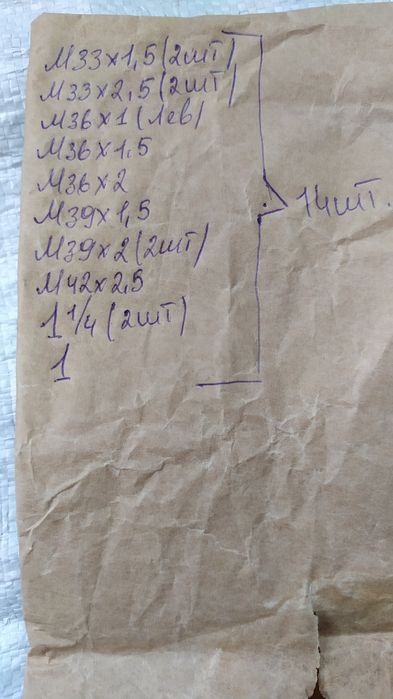 М33х1,5 (2шт)
М33х2,5 (2шт)
М36х1 (лев)
М36х1,5
М36х2
М39х1,5
М39х2 (2шт)
М42х2,5
1 1/4 (2шт)
1
14шт.